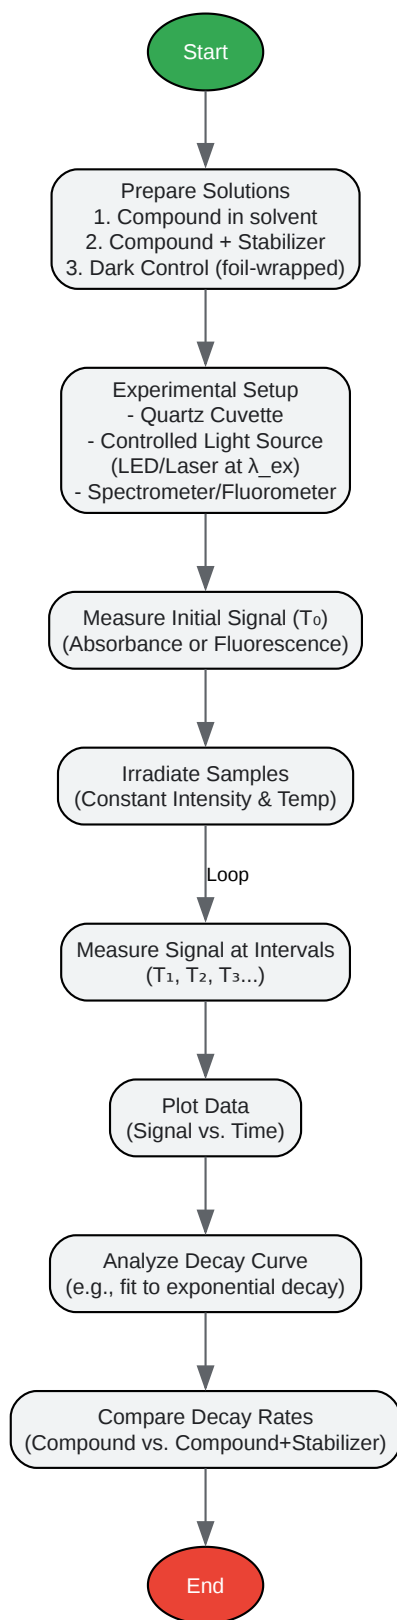 Start
Prepare Solutions
1. Compound in solvent
2. Compound + Stabilizer
3. Dark Control (foil-wrapped)
Experimental Setup
- Quartz Cuvette
- Controlled Light Source
(LED/Laser at λ_ex)
- Spectrometer/Fluorometer
Measure Initial Signal (T₀)
(Absorbance or Fluorescence)
Irradiate Samples
(Constant Intensity & Temp)
Loop
Measure Signal at Intervals
(T₁, T₂, T₃...)
Plot Data
(Signal vs. Time)
Analyze Decay Curve
(e.g., fit to exponential decay)
Compare Decay Rates
(Compound vs. Compound+Stabilizer)
End